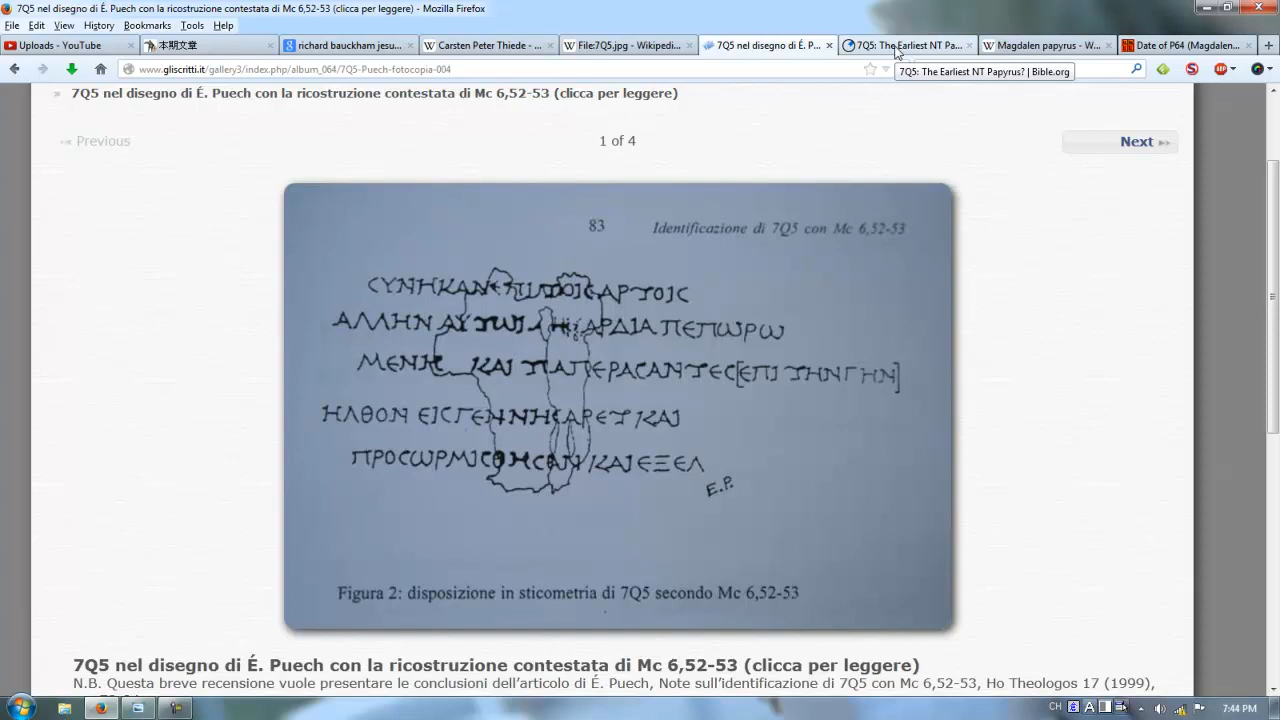 7Q5 nel disegno di É. Puech con la ricostruzione contestata di Mc 6,52-53 (clicca per leggere) - Mozilla Firefox
File Edit View History Bookmarks Tools Help
Uploads - YouTube
本期文章
richard bauckham jesu...
Carsten Peter Thiede - ...
File:7Q5.jpg - Wikipedi...
7Q5 nel disegno di É. P...
7Q5: The Earliest NT Pa...
Magdalen papyrus - W...
Date of P64 (Magdalen...
www.gliscritti.it/gallery3/index.php/album_064/7Q5-Puech-fotocopia-004
7Q5: The Earliest NT Papyrus? | Bible.org
7Q5 nel disegno di É. Puech con la ricostruzione contestata di Mc 6,52-53 (clicca per leggere)
Previous
1 of 4
Next
83 Identificazione di 7Q5 con Mc 6,52-53
CΥΝΗΚΑΝΕΠΙΤΟΙCΑΡΤΟΙC
ΑΛΛΗΝ ΑΥΤΩΝ ΚΑΡΔΙΑ ΠΕΠΩΡΩ
ΜΕΝΗ ΚΑΙ ΤΙΑΠΕΡΑCΑΝΤΕC[ΕΠΙ ΤΗΝ ΓΗΝ]
ΗΛΘΟΝ ΕΙCΓΕΝΝΗCΑΡΕΤ ΚΑΙ
ΠΡΟCΩΡΜΙCΘΗCΑΝ ΚΑΙ ΕΞΕΛ
E.P.
Figura 2: disposizione in sticometria di 7Q5 secondo Mc 6,52-53
7Q5 nel disegno di É. Puech con la ricostruzione contestata di Mc 6,52-53 (clicca per leggere)
N.B. Questa breve recensione vuole presentare le conclusioni dell'articolo di É. Puech, Note sull'identificazione di 7Q5 con Mc 6,52-53, Ho Theologos 17 (1999),
CH
7:44 PM